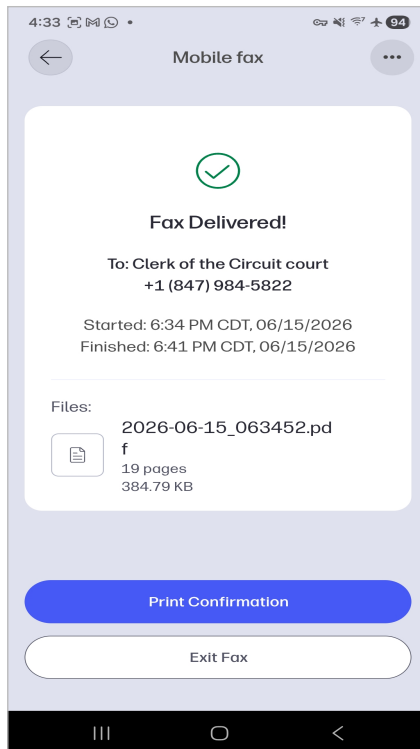 4:33
94
Mobile fax
Fax Delivered!
To: Clerk of the Circuit court
+1 (847) 984-5822
Started: 6:34 PM CDT, 06/15/2026
Finished: 6:41 PM CDT, 06/15/2026
Files:
2026-06-15_063452.pd
f
19 pages
384.79 KB
Print Confirmation
Exit Fax